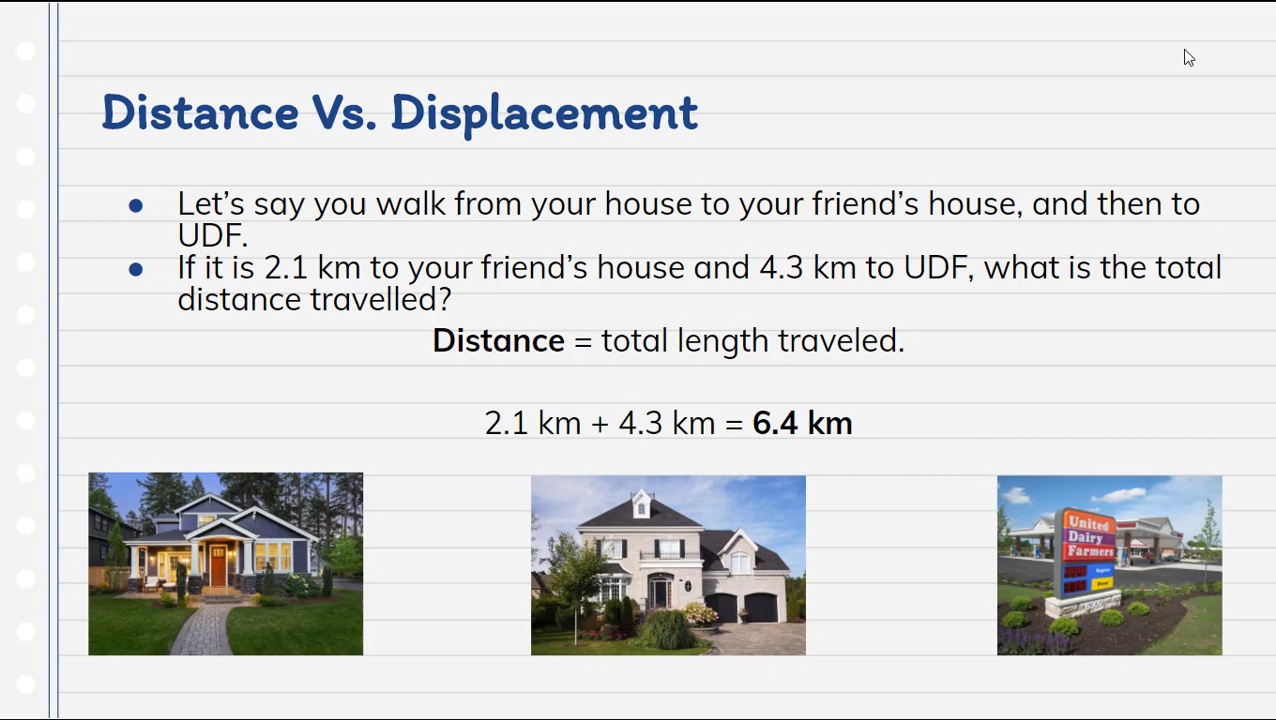 Distance Vs. Displacement
● Let's say you walk from your house to your friend's house, and then to
UDF.
● If it is 2.1 km to your friend's house and 4.3 km to UDF, what is the total
distance travelled?
Distance = total length traveled.
2.1 km + 4.3 km = 6.4 km
United
Dairy
Farmers
Regular